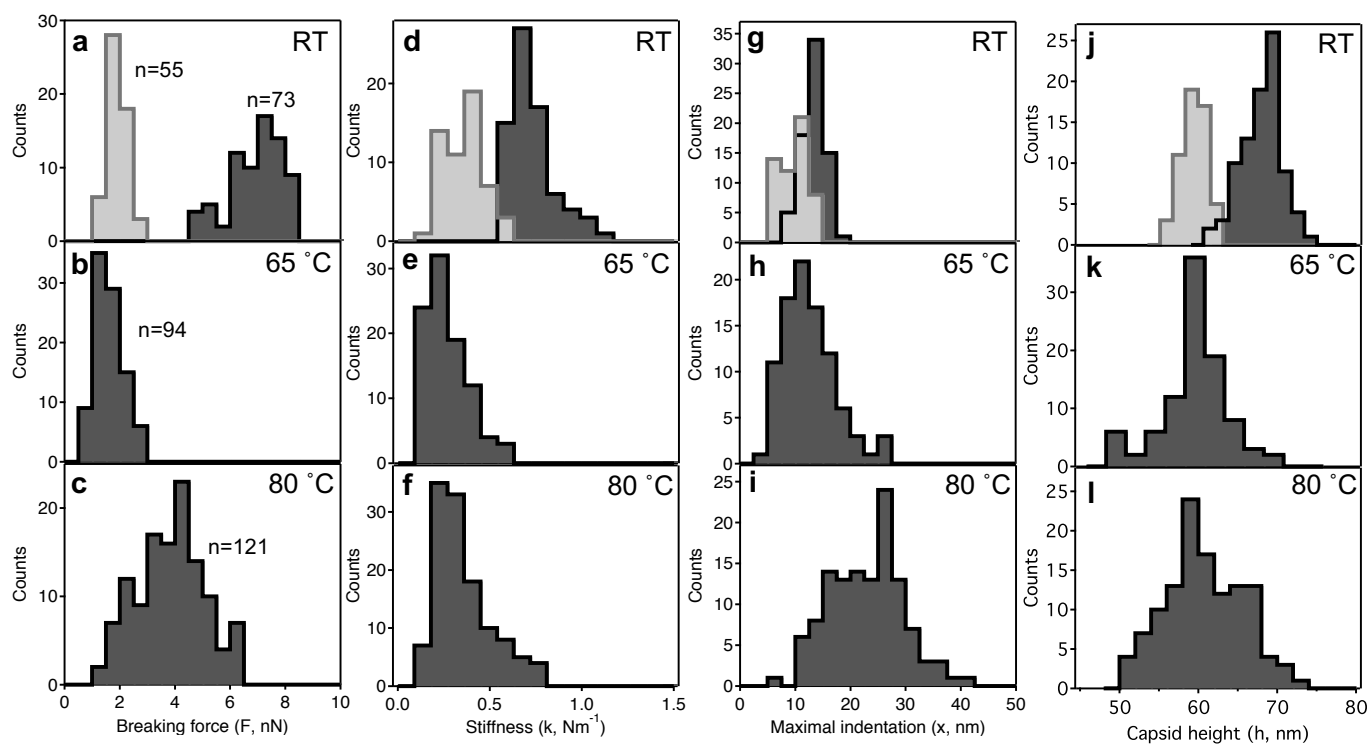 a
RT
n=55
n=73
Counts
30
20
10
0
d
RT
Counts
20
10
0
g
RT
Counts
35
30
25
20
15
10
5
0
j
RT
Counts
25
20
15
10
5
0
b
65 ˚C
n=94
Counts
30
20
10
0
e
65 ˚C
Counts
30
20
10
0
h
65 ˚C
Counts
20
15
10
5
0
k
65 ˚C
Counts
30
20
10
0
c
80 ˚C
n=121
Counts
20
10
0
0 2 4 6 8 10
Breaking force (F, nN)
f
80 ˚C
Counts
30
20
10
0
0.0 0.5 1.0 1.5
Stiffness (k, Nm⁻¹)
i
80 ˚C
Counts
25
20
15
10
5
0
0 10 20 30 40 50
Maximal indentation (x, nm)
l
80 ˚C
Counts
25
20
15
10
5
0
50 60 70 80
Capsid height (h, nm)